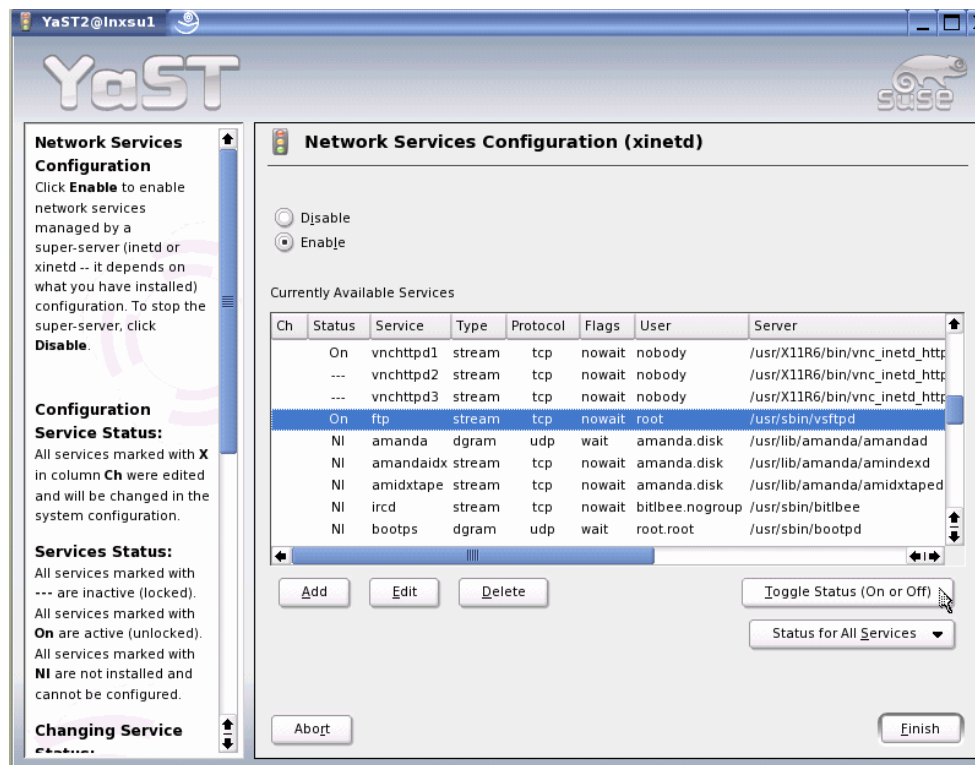 YaST2@lnxsu1
YaST
SUSE
Network Services
Configuration
Click Enable to enable
network services
managed by a
super-server (inetd or
xinetd -- it depends on
what you have installed)
configuration. To stop the
super-server, click
Disable.
Configuration
Service Status:
All services marked with X
in column Ch were edited
and will be changed in the
system configuration.
Services Status:
All services marked with
--- are inactive (locked).
All services marked with
On are active (unlocked).
All services marked with
NI are not installed and
cannot be configured.
Changing Service
Status:
Network Services Configuration (xinetd)
Disable
Enable
Currently Available Services
Ch Status Service Type Protocol Flags User Server
On vnchttpd1 stream tcp nowait nobody /usr/X11R6/bin/vnc_inetd_http
--- vnchttpd2 stream tcp nowait nobody /usr/X11R6/bin/vnc_inetd_http
--- vnchttpd3 stream tcp nowait nobody /usr/X11R6/bin/vnc_inetd_http
On ftp stream tcp nowait root /usr/sbin/vsftpd
NI amanda dgram udp wait amanda.disk /usr/lib/amanda/amandad
NI amandaidx stream tcp nowait amanda.disk /usr/lib/amanda/amindexd
NI amidxtape stream tcp nowait amanda.disk /usr/lib/amanda/amidxtaped
NI ircd stream tcp nowait bitlbee.nogroup /usr/sbin/bitlbee
NI bootps dgram udp wait root.root /usr/sbin/bootpd
Add Edit Delete Toggle Status (On or Off)
Status for All Services
Abort Finish